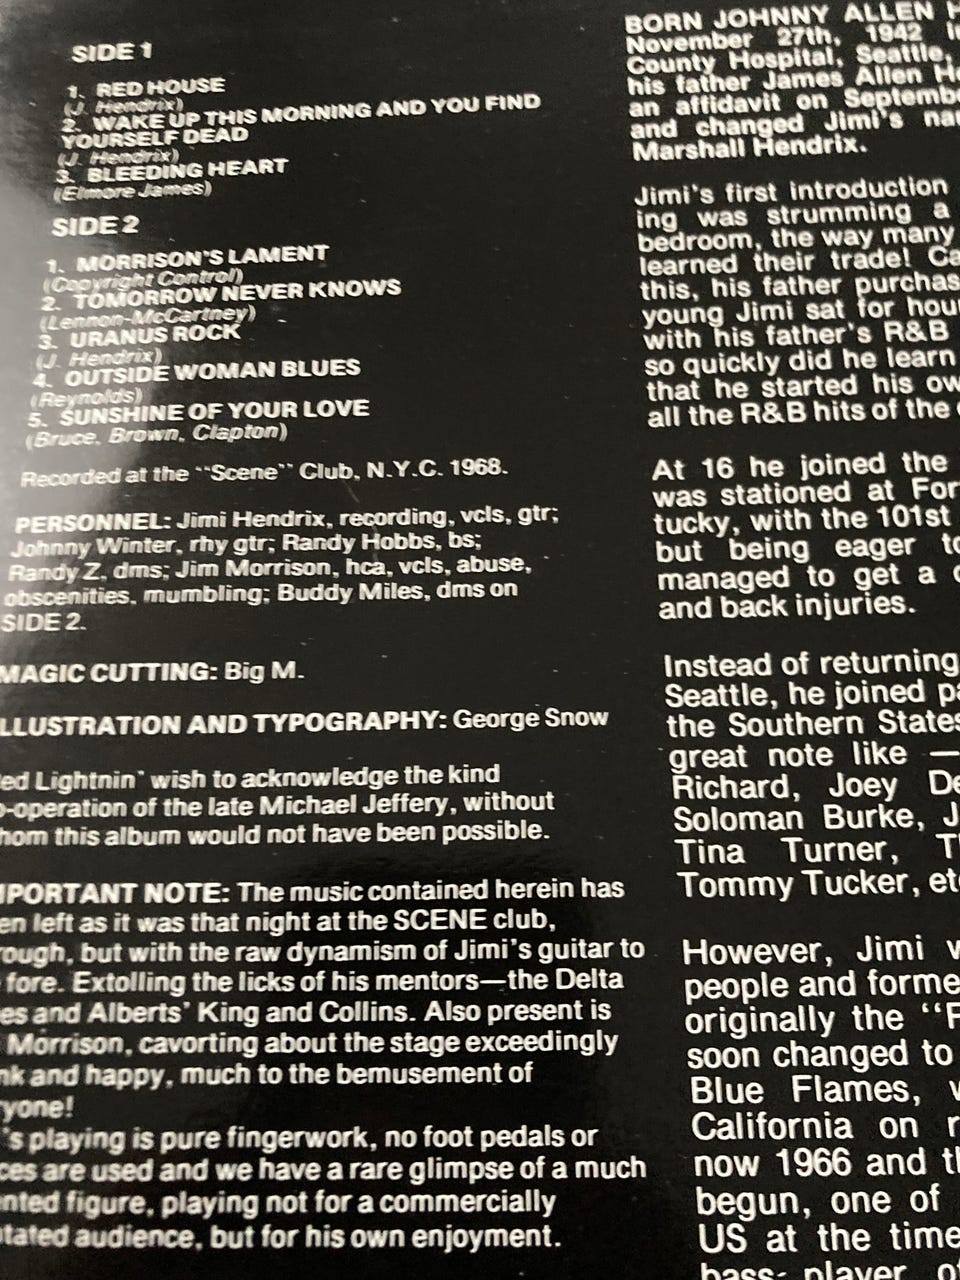 SIDE 1
1. RED HOUSE
(J. Hendrix)
2. WAKE UP THIS MORNING AND YOU FIND
YOURSELF DEAD
(J. Hendrix)
3. BLEEDING HEART
(Elmore James)
SIDE 2
1. MORRISON'S LAMENT
(Copyright Control)
2. TOMORROW NEVER KNOWS
(Lennon-McCartney)
3. URANUS ROCK
(J. Hendrix)
4. OUTSIDE WOMAN BLUES
(Reynolds)
5. SUNSHINE OF YOUR LOVE
(Bruce, Brown, Clapton)
Recorded at the "Scene" Club, N.Y.C. 1968.
PERSONNEL: Jimi Hendrix, recording, vcls, gtr;
Johnny Winter, rhy gtr; Randy Hobbs, bs;
Randy Z, dms; Jim Morrison, hca, vcls, abuse,
obscenities, mumbling; Buddy Miles, dms on
SIDE 2.
MAGIC CUTTING: Big M.
LLUSTRATION AND TYPOGRAPHY: George Snow
ed Lightnin' wish to acknowledge the kind
o-operation of the late Michael Jeffery, without
hom this album would not have been possible.
MPORTANT NOTE: The music contained herein has
en left as it was that night at the SCENE club,
rough, but with the raw dynamism of Jimi's guitar to
fore. Extolling the licks of his mentors—the Delta
es and Alberts' King and Collins. Also present is
Morrison, cavorting about the stage exceedingly
nk and happy, much to the bemusement of
ryone!
's playing is pure fingerwork, no foot pedals or
ces are used and we have a rare glimpse of a much
nted figure, playing not for a commercially
tated audience, but for his own enjoyment.
BORN JOHNNY ALLEN H
November 27th, 1942 i
County Hospital, Seattle,
his father James Allen He
an affidavit on Septembe
and changed Jimi's na
Marshall Hendrix.
Jimi's first introduction
ing was strumming a
bedroom, the way many
learned their trade! Ca
this, his father purchas
young Jimi sat for hou
with his father's R&B
so quickly did he learn
that he started his ow
all the R&B hits of the
At 16 he joined the
was stationed at For
tucky, with the 101st
but being eager to
managed to get a
and back injuries.
Instead of returning
Seattle, he joined pa
the Southern States
great note like —
Richard, Joey De
Soloman Burke, J
Tina Turner, T
Tommy Tucker, etc
However, Jimi w
people and forme
originally the "F
soon changed to
Blue Flames, w
California on r
now 1966 and th
begun, one of
US at the time
bass- player of